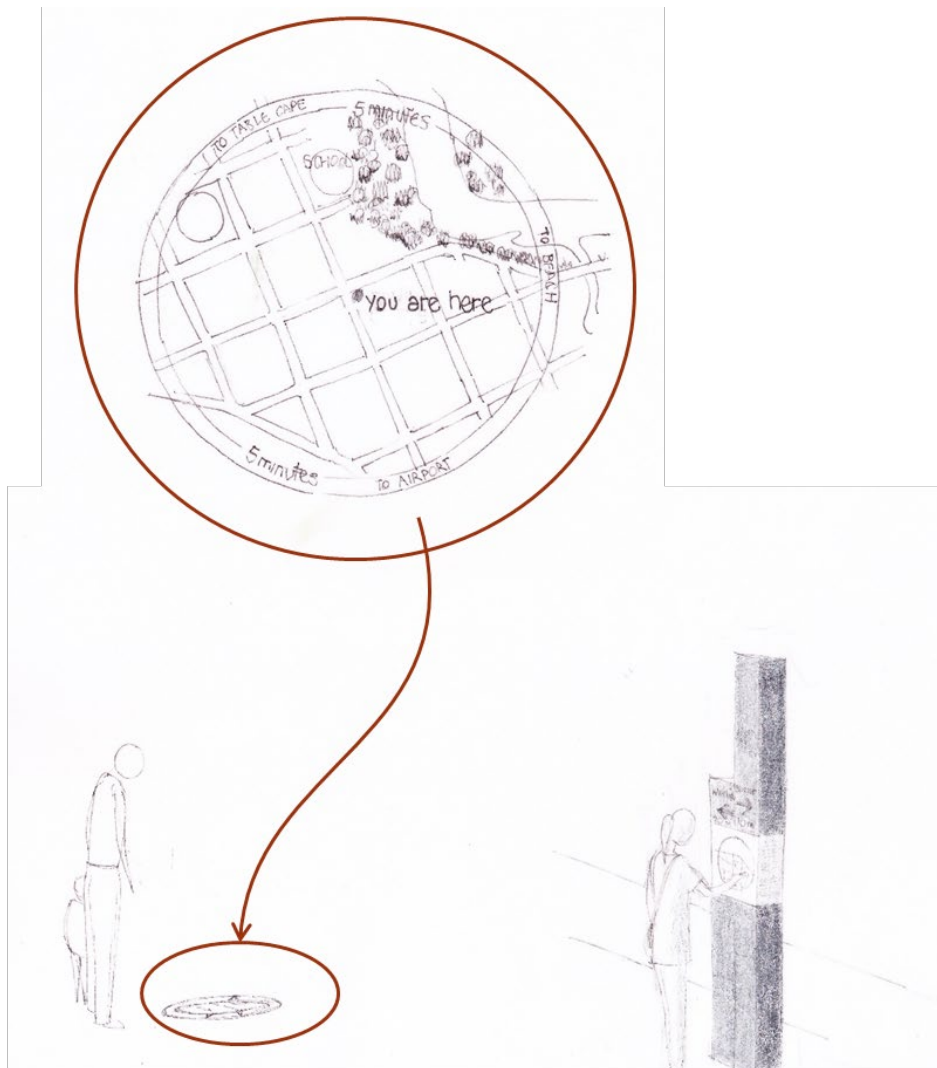 TO TABLE CAPE
5 minutes
SCHOOL
TO BEACH
you are here
5 minutes
TO AIRPORT